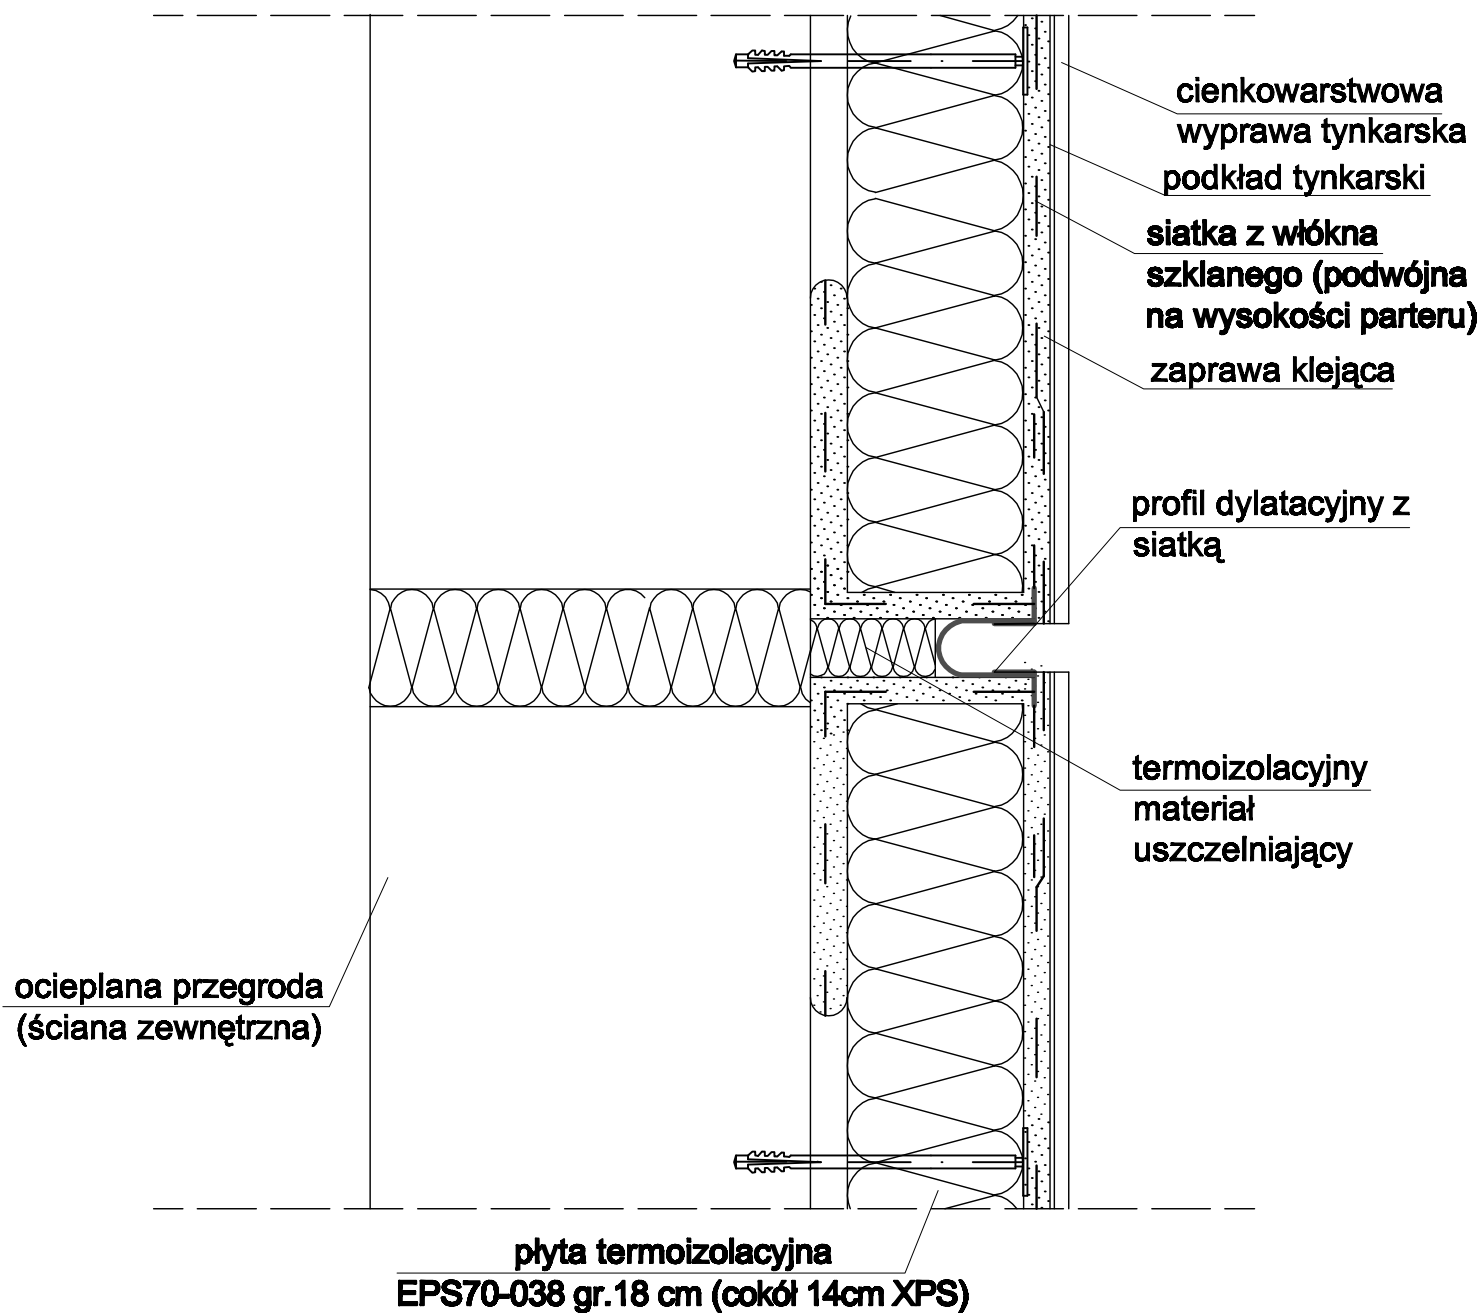 cienkowarstwowa
wyprawa tynkarska
podkład tynkarski
siatka z włókna
szklanego (podwójna
na wysokości parteru)
zaprawa klejąca
profil dylatacyjny z
siatką
termoizolacyjny
materiał
uszczelniający
ocieplana przegroda
(ściana zewnętrzna)
płyta termoizolacyjna
EPS70-038 gr.18 cm (cokół 14cm XPS)